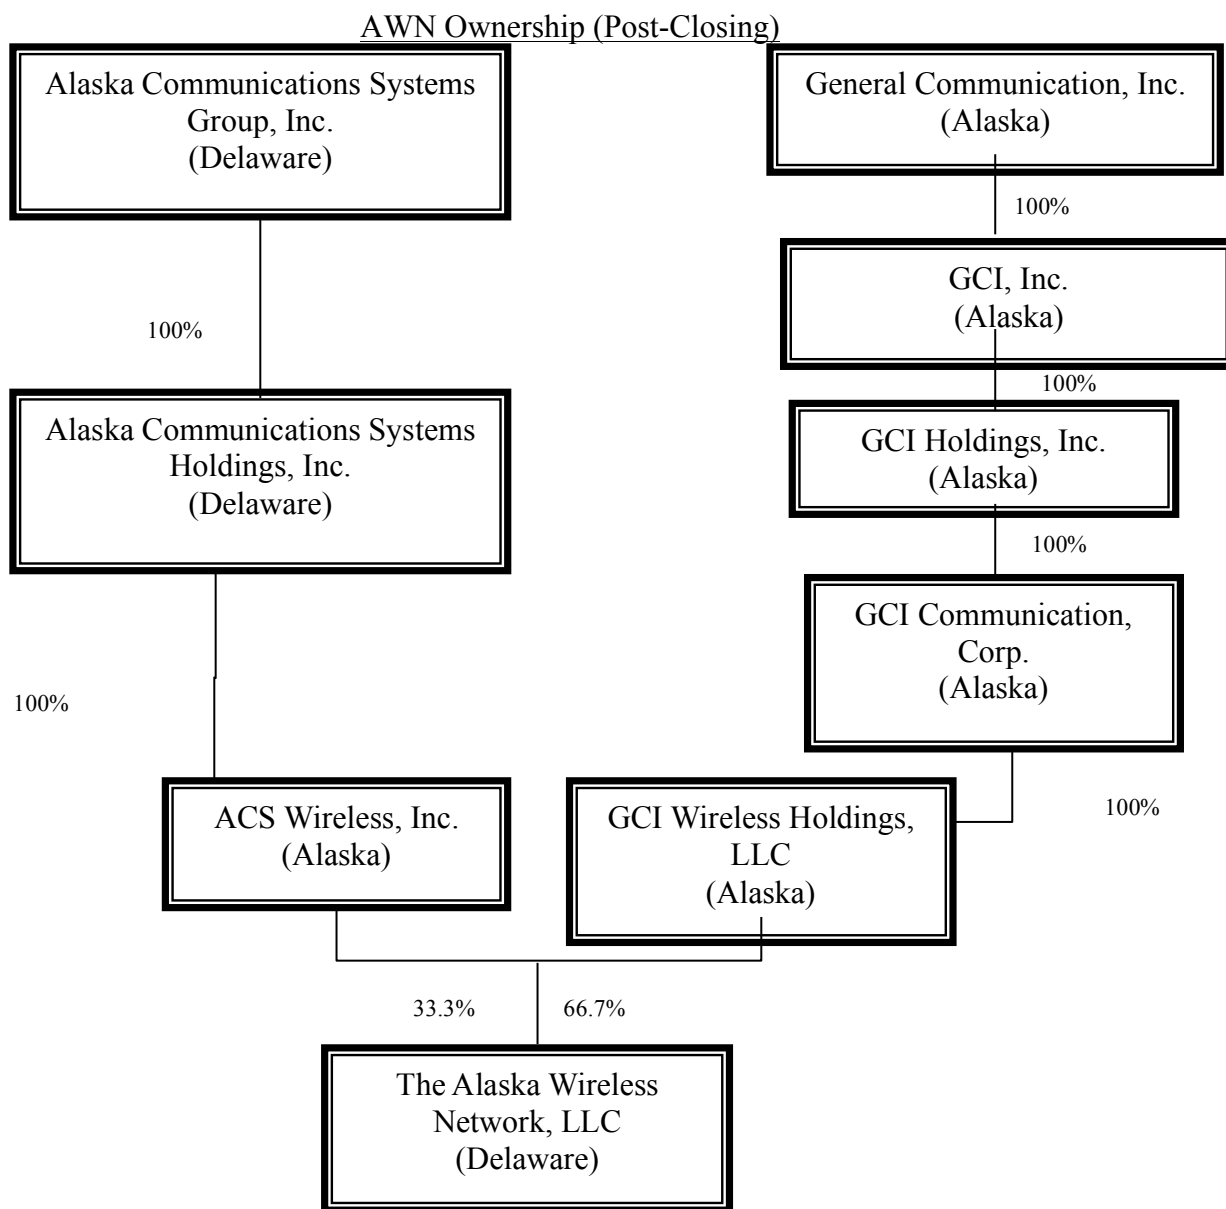 AWN Ownership (Post-Closing)
Alaska Communications Systems
Group, Inc.
(Delaware)
General Communication, Inc.
(Alaska)
100%
GCI, Inc.
(Alaska)
100%
100%
Alaska Communications Systems
Holdings, Inc.
(Delaware)
GCI Holdings, Inc.
(Alaska)
100%
GCI Communication,
Corp.
(Alaska)
100%
100%
ACS Wireless, Inc.
(Alaska)
GCI Wireless Holdings,
LLC
(Alaska)
33.3%
66.7%
The Alaska Wireless
Network, LLC
(Delaware)